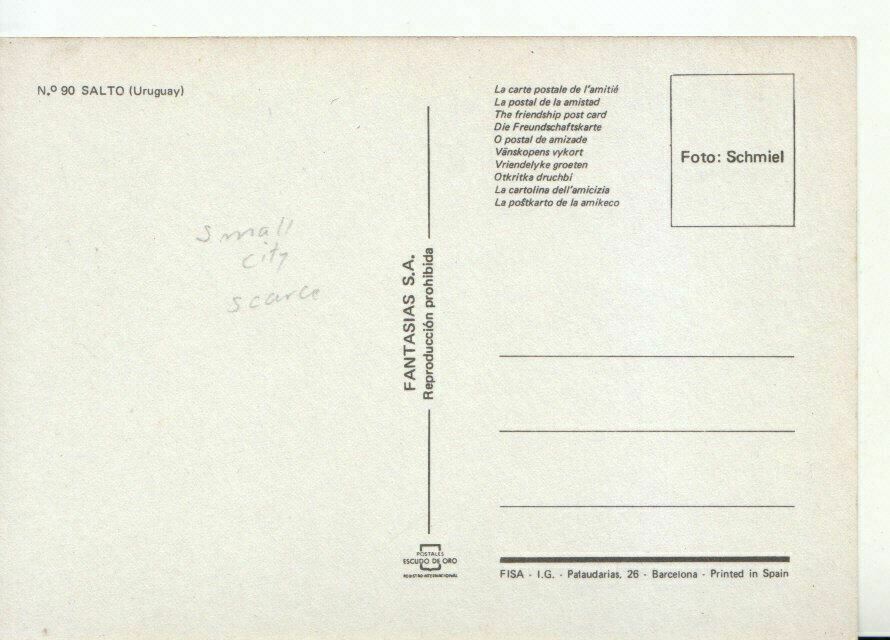 N.º 90 SALTO (Uruguay)
small
city
scarce
FANTASIAS S.A.
Reproducción prohibida
POSTALES
ESCUDO DE ORO
REGISTRO INTERNACIONAL
La carte postale de l'amitié
La postal de la amistad
The friendship post card
Die Freundschaftskarte
O postal de amizade
Vänskopens vykort
Vriendelyke groeten
Otkritka druchbi
La cartolina dell'amicizia
La poŝtkarto de la amikeco
Foto: Schmiel
FISA - I.G. - Palaudarias, 26 - Barcelona - Printed in Spain